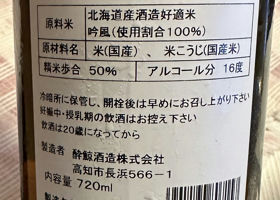 原料米 北海道産酒造好適米
吟風(使用割合100%)
原材料名 米(国産)、米こうじ(国産米)
精米歩合 50% アルコール分 16度
冷暗所に保管し、開栓後は早めにお召し上がり下さい
妊娠中・授乳期の飲酒はお控え下さい
飲酒は20歳になってから
製造者 酔鯨酒造株式会社
高知市長浜566-1
内容量 720ml
製造